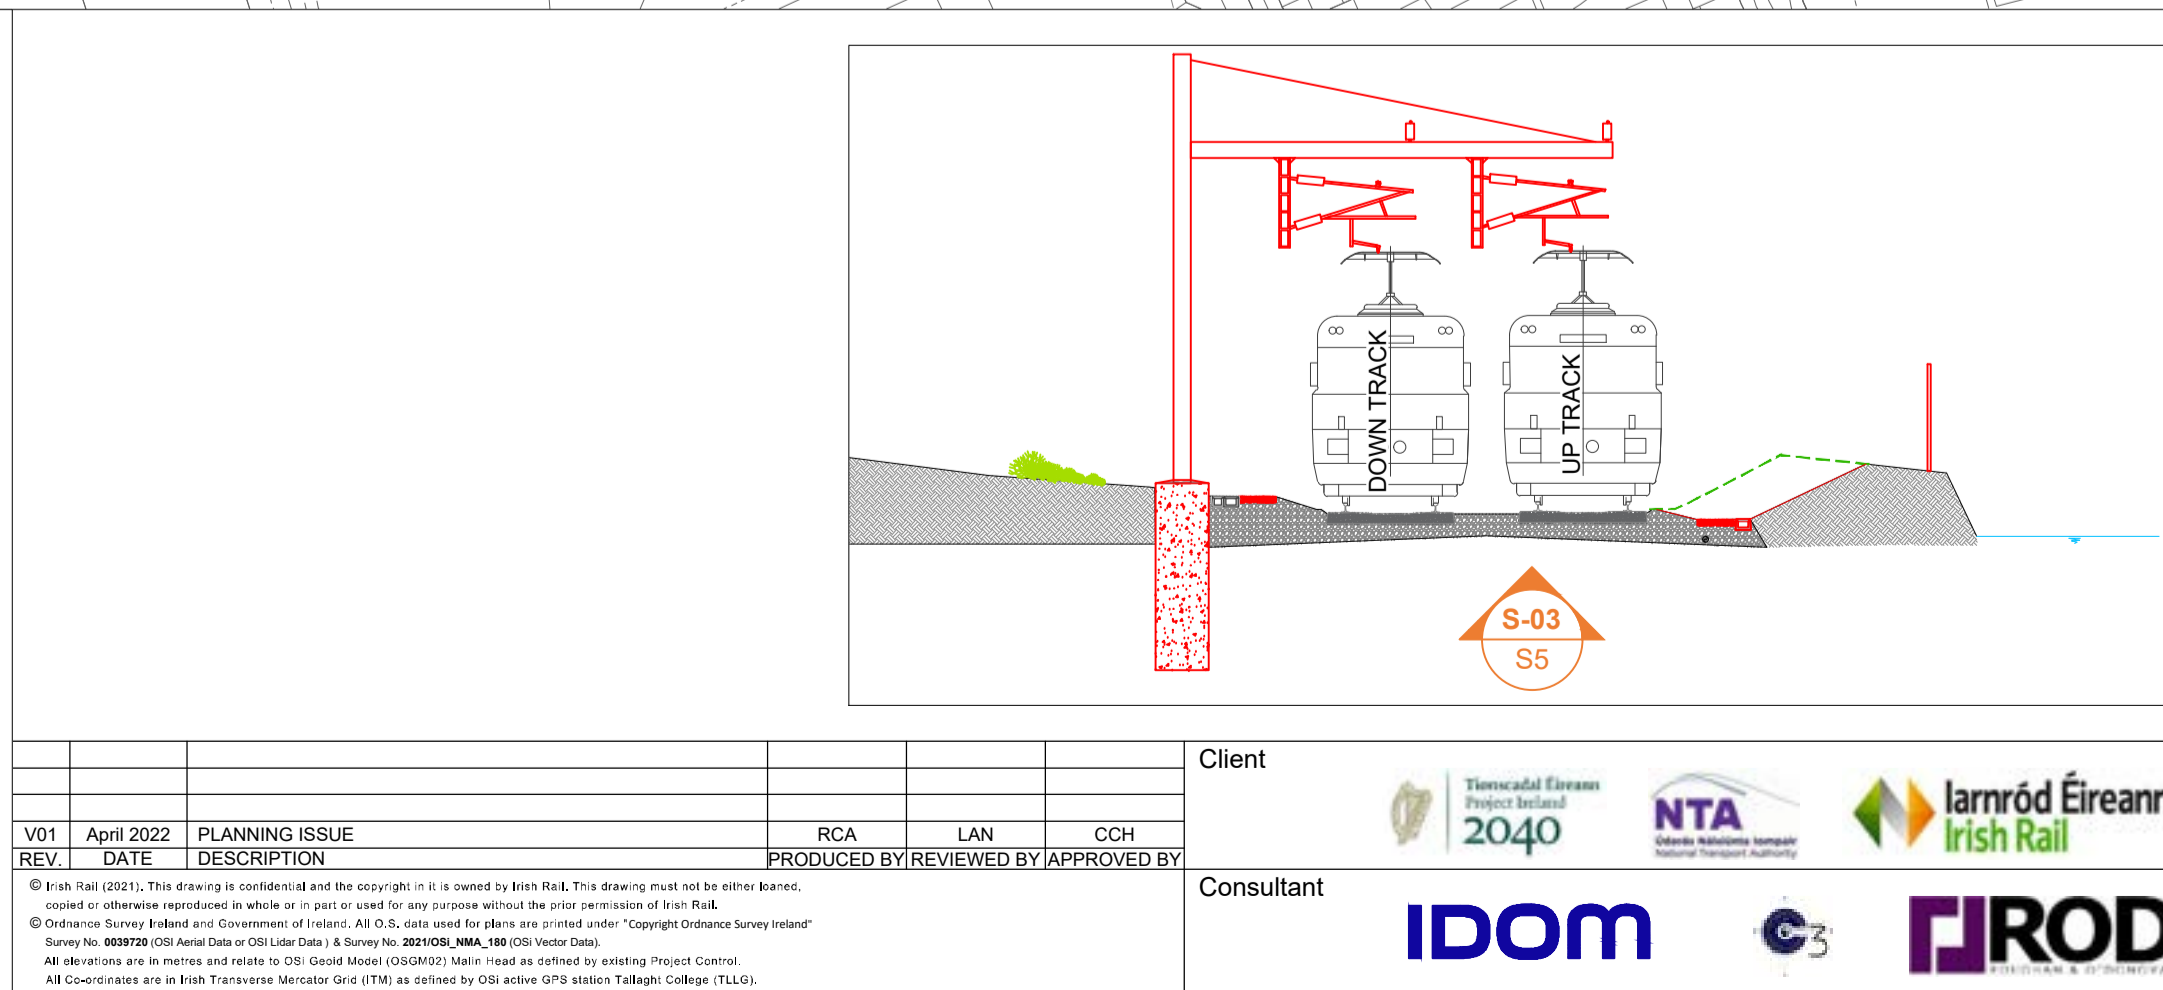 DOWN TRACK
UP TRACK
S-03
S5
V01 April 2022 PLANNING ISSUE RCA LAN CCH
REV. DATE DESCRIPTION PRODUCED BY REVIEWED BY APPROVED BY
Client
Tionscadal Éireann
Project Ireland
2040
NTA
Údarás Náisiúnta Iompair
National Transport Authority
Iarnród Éireann
Irish Rail
© Irish Rail (2021). This drawing is confidential and the copyright in it is owned by Irish Rail. This drawing must not be either loaned,
copied or otherwise reproduced in whole or in part or used for any purpose without the prior permission of Irish Rail.
© Ordnance Survey Ireland and Government of Ireland. All O.S. data used for plans are printed under "Copyright Ordnance Survey Ireland"
Survey No. 0039720 (OSI Aerial Data or OSI Lidar Data ) & Survey No. 2021/OSi_NMA_180 (OSi Vector Data).
All elevations are in metres and relate to OSi Geoid Model (OSGM02) Malin Head as defined by existing Project Control.
All Co-ordinates are in Irish Transverse Mercator Grid (ITM) as defined by OSi active GPS station Tallaght College (TLLG).
Consultant
IDOM
C3
ROD